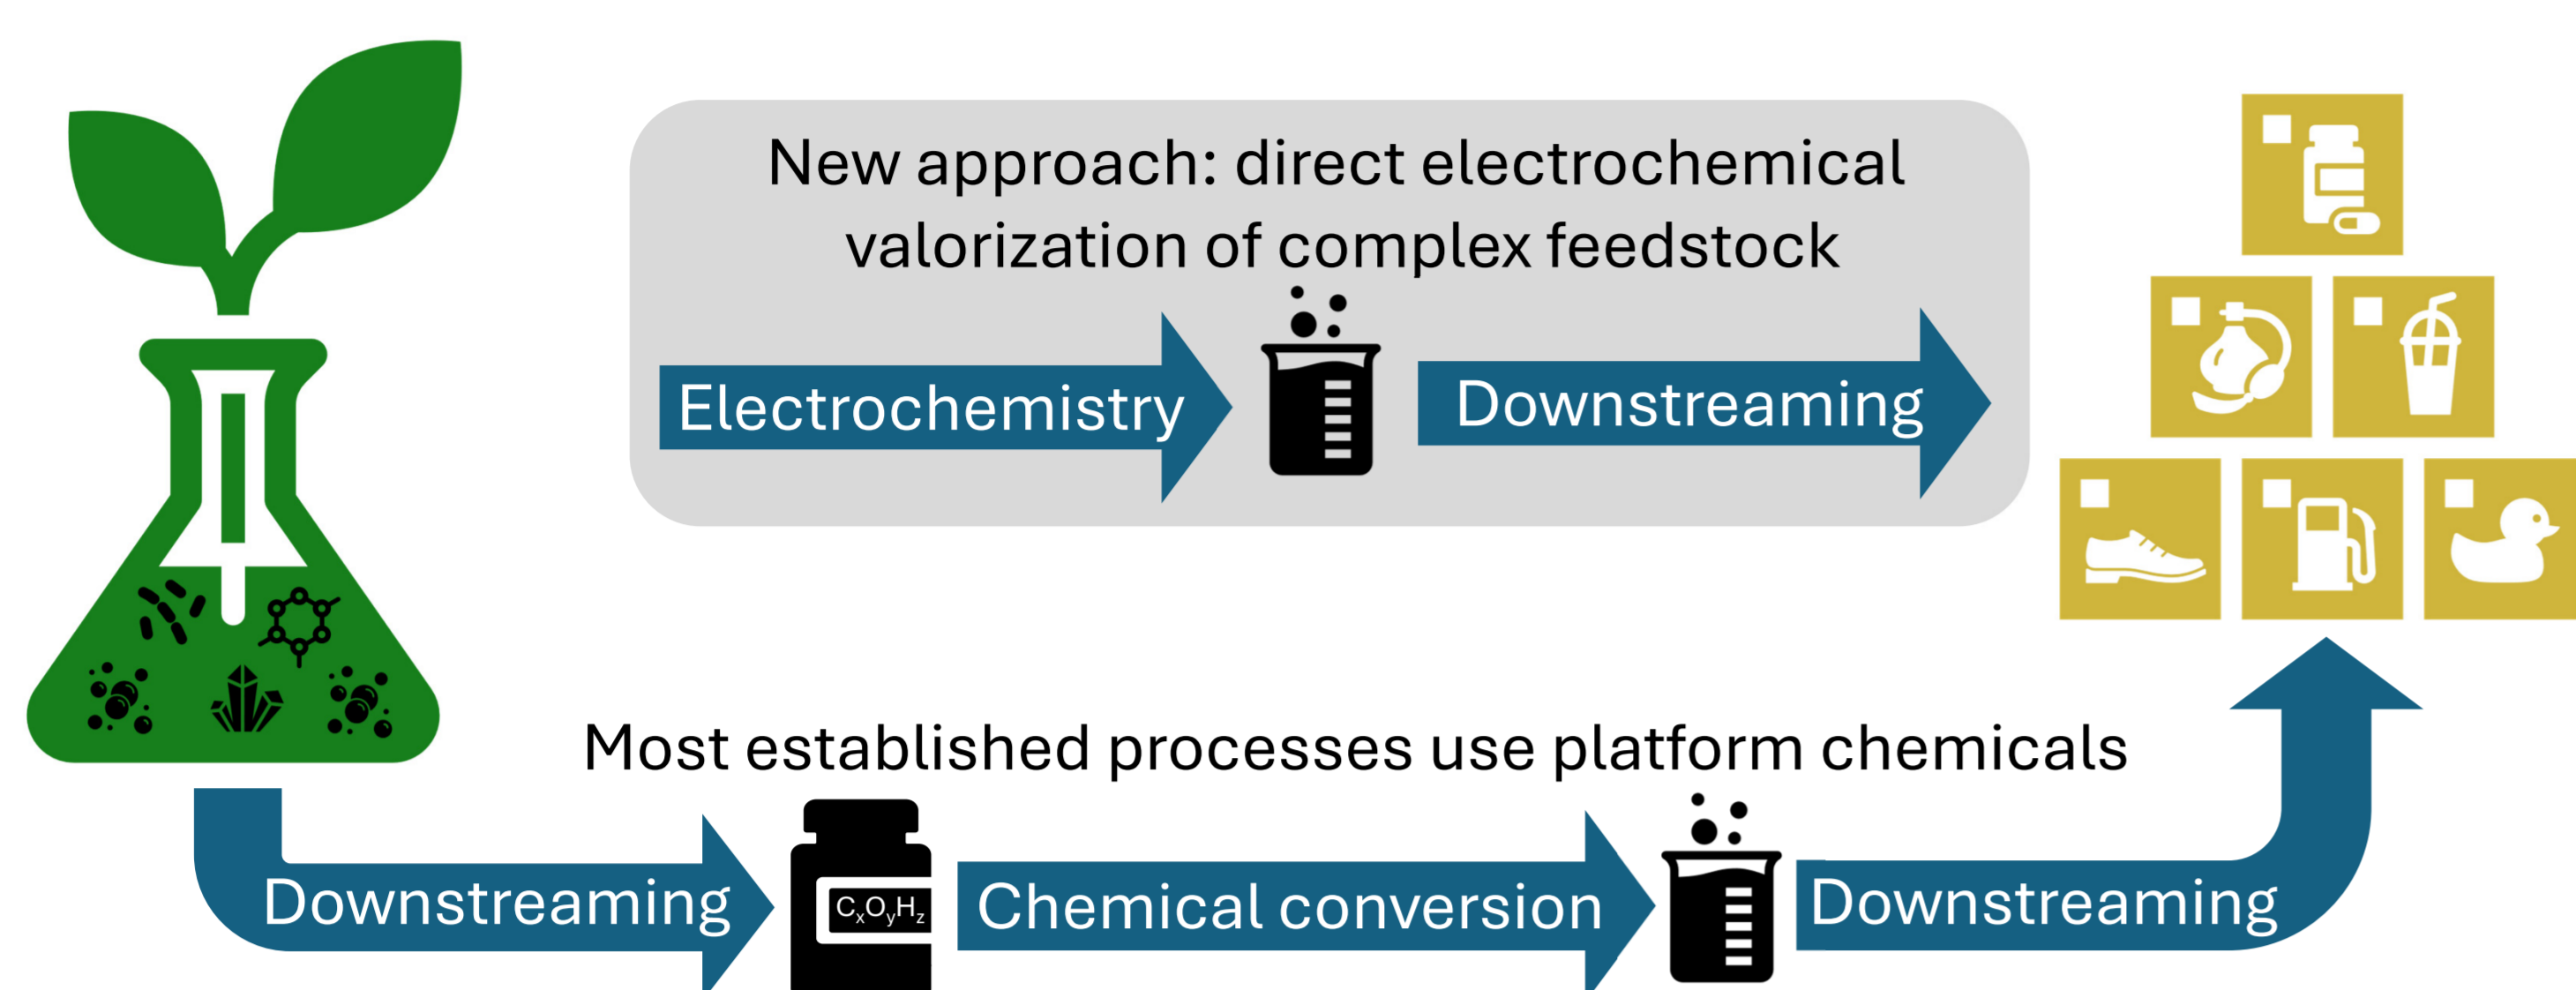 New approach: direct electrochemical
valorization of complex feedstock
Electrochemistry
Downstreaming
Most established processes use platform chemicals
Downstreaming
CₓOᵧH_z
Chemical conversion
Downstreaming